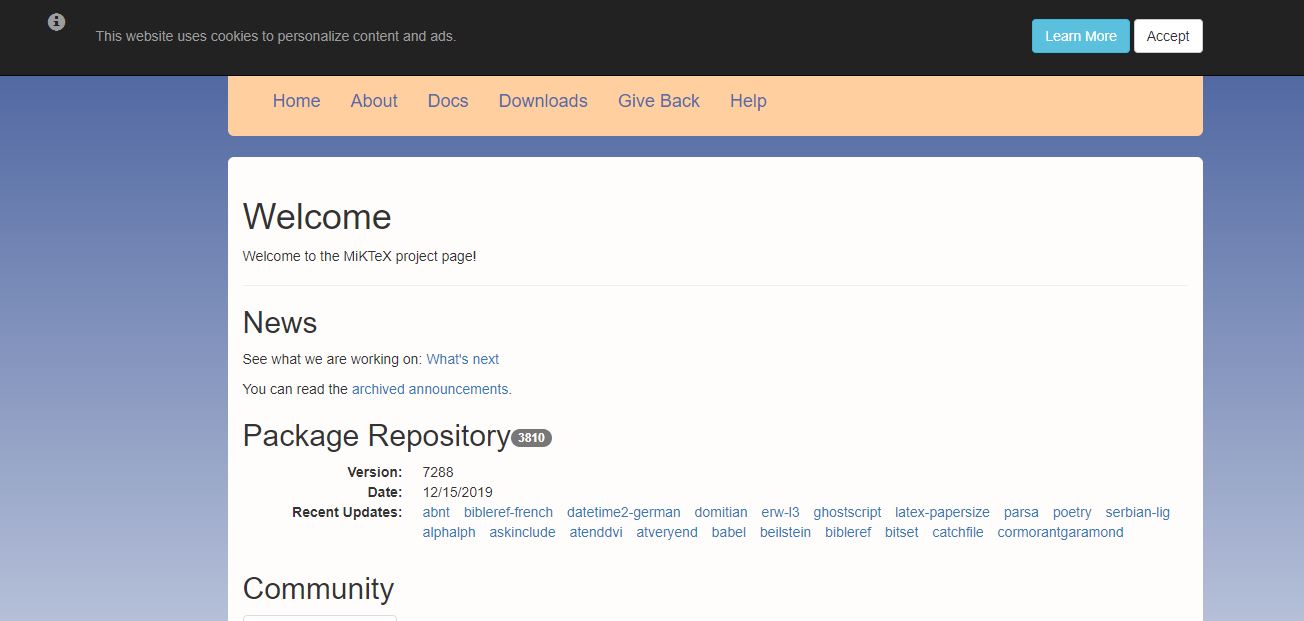 This website uses cookies to personalize content and ads.
Learn More Accept
Home About Docs Downloads Give Back Help
Welcome
Welcome to the MiKTeX project page!
News
See what we are working on: What's next
You can read the archived announcements.
Package Repository 3810
Version: 7288
Date: 12/15/2019
Recent Updates: abnt bibleref-french datetime2-german domitian erw-l3 ghostscript latex-papersize parsa poetry serbian-lig
alphalph askinclude atenddvi atveryend babel beilstein bibleref bitset catchfile cormorantgaramond
Community